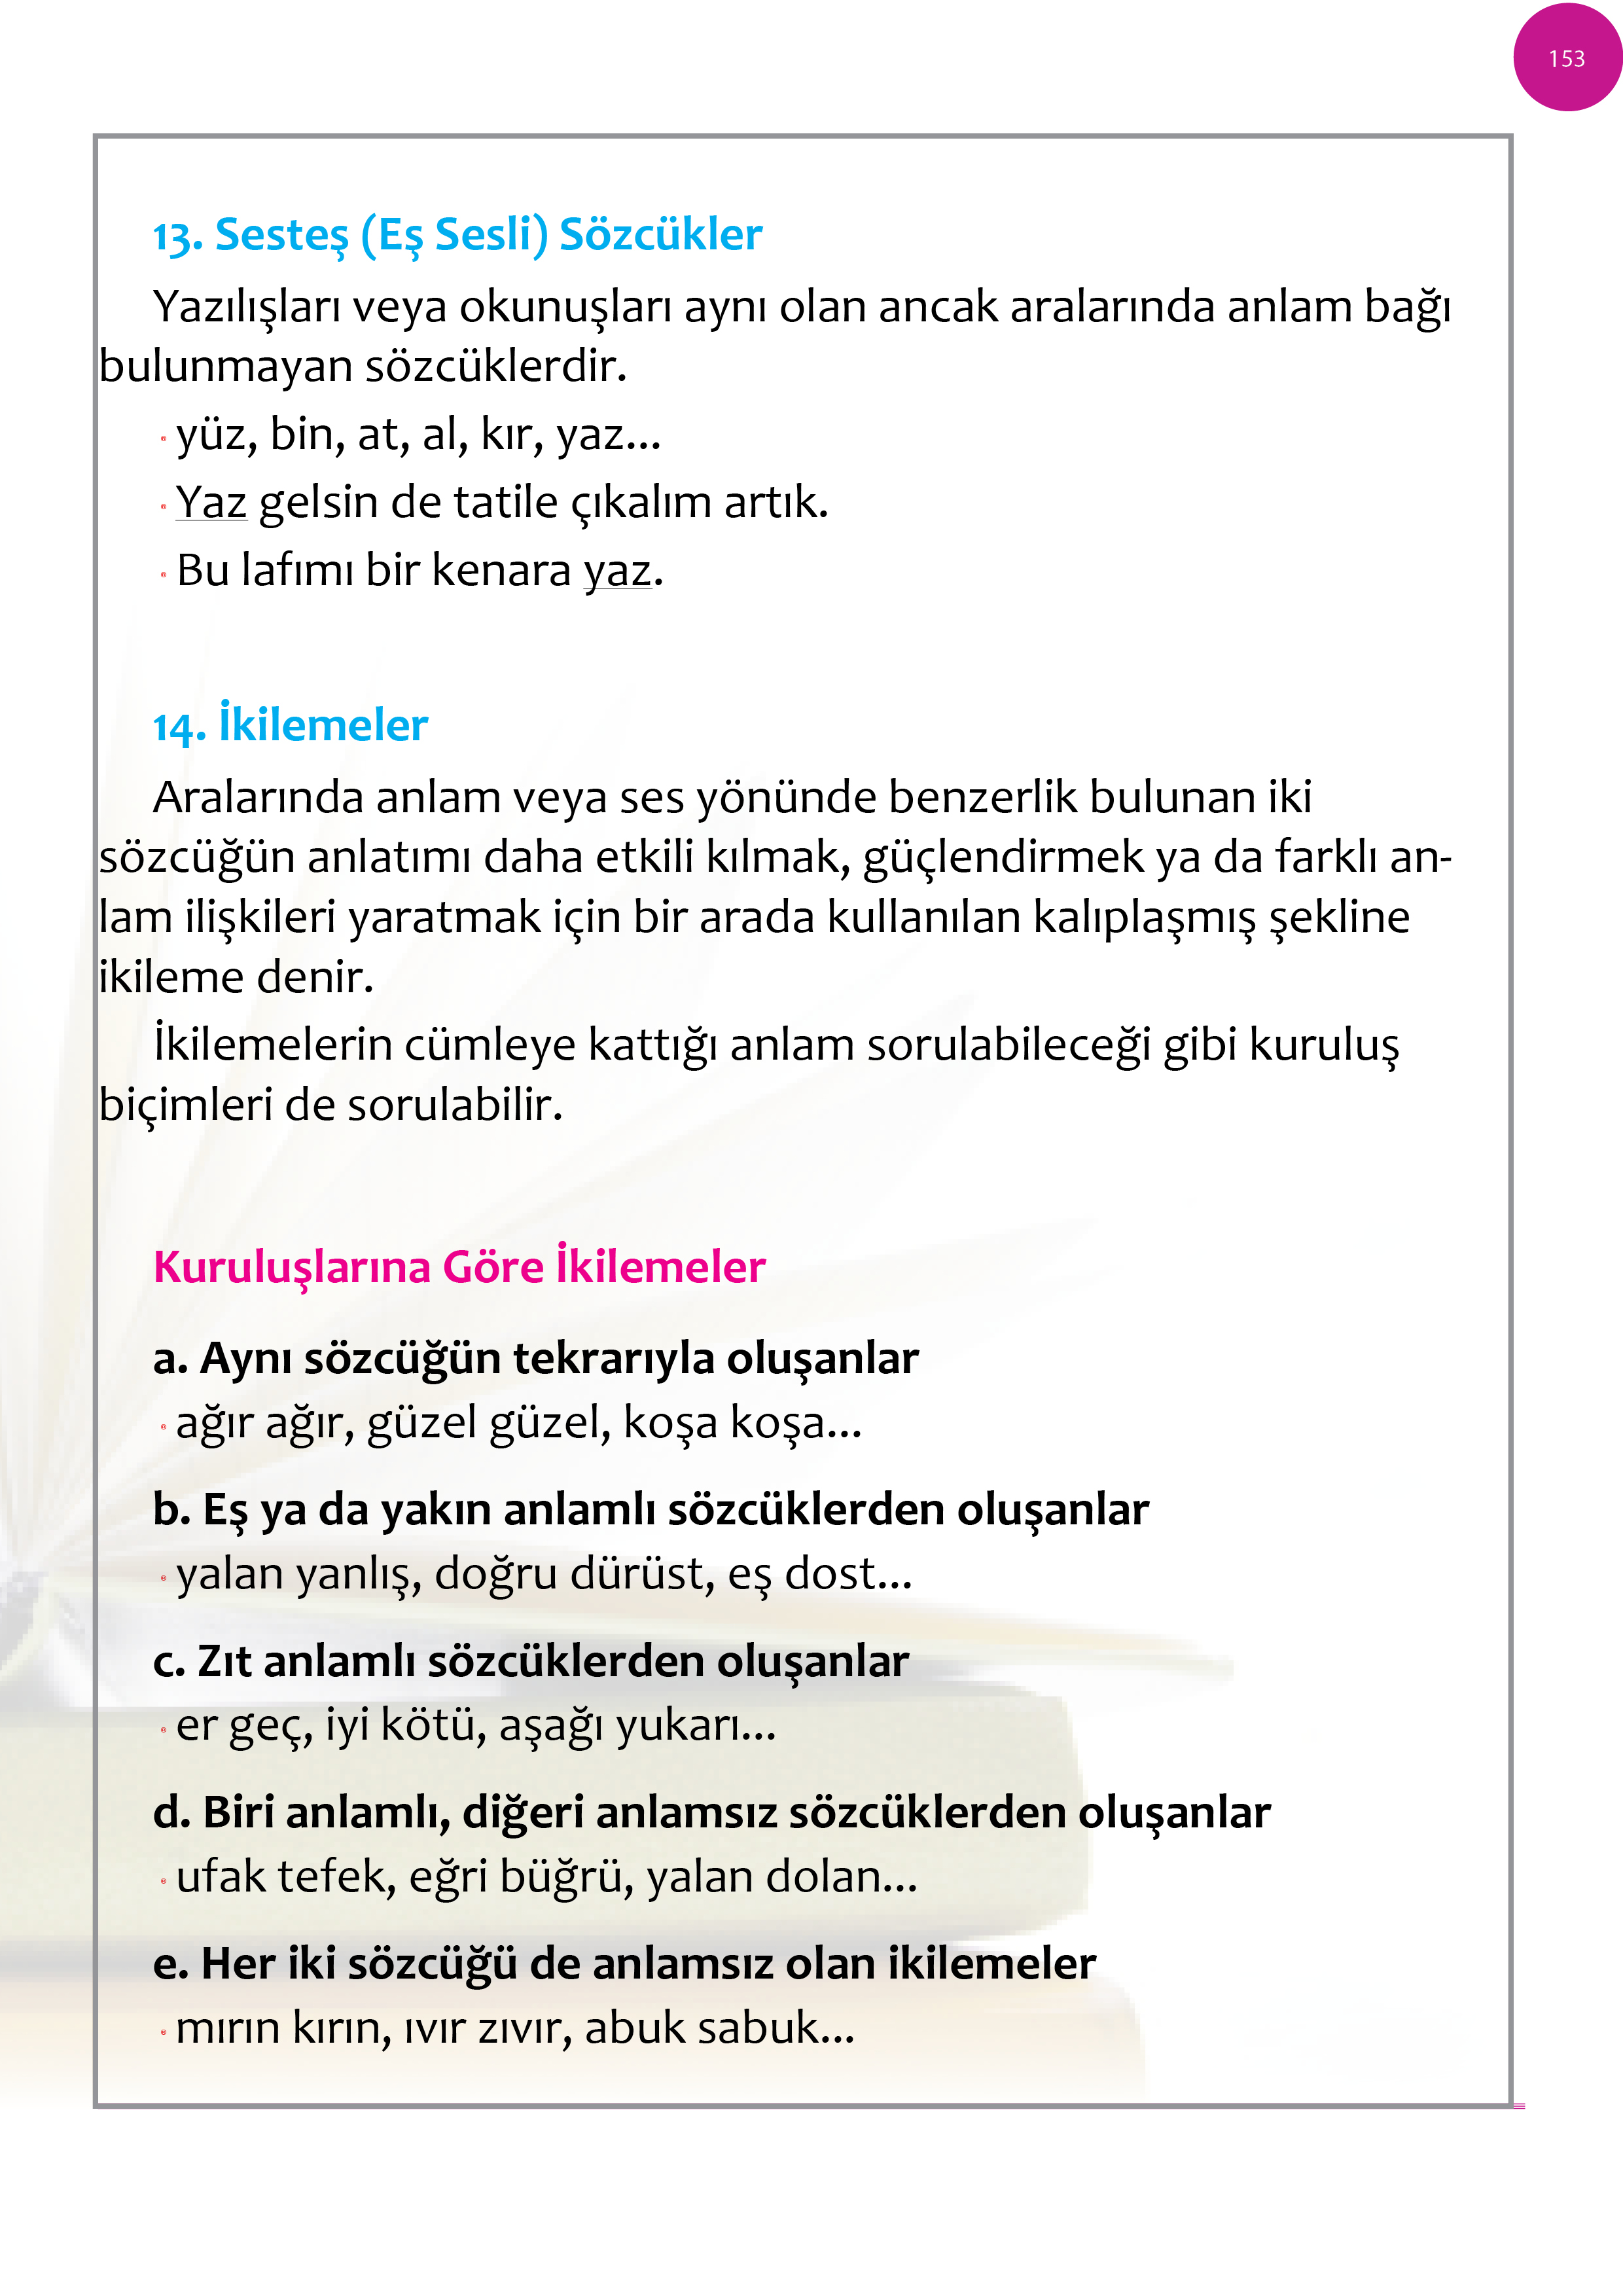 153
13. Sesteş (Eş Sesli) Sözcükler
Yazılışları veya okunuşları aynı olan ancak aralarında anlam bağı
bulunmayan sözcüklerdir.
• yüz, bin, at, al, kır, yaz...
• Yaz gelsin de tatile çıkalım artık.
• Bu lafımı bir kenara yaz.
14. İkilemeler
Aralarında anlam veya ses yönünde benzerlik bulunan iki
sözcüğün anlatımı daha etkili kılmak, güçlendirmek ya da farklı an-
lam ilişkileri yaratmak için bir arada kullanılan kalıplaşmış şekline
ikileme denir.
İkilemelerin cümleye kattığı anlam sorulabileceği gibi kuruluş
biçimleri de sorulabilir.
Kuruluşlarına Göre İkilemeler
a. Aynı sözcüğün tekrarıyla oluşanlar
• ağır ağır, güzel güzel, koşa koşa...
b. Eş ya da yakın anlamlı sözcüklerden oluşanlar
• yalan yanlış, doğru dürüst, eş dost...
c. Zıt anlamlı sözcüklerden oluşanlar
• er geç, iyi kötü, aşağı yukarı...
d. Biri anlamlı, diğeri anlamsız sözcüklerden oluşanlar
• ufak tefek, eğri büğrü, yalan dolan...
e. Her iki sözcüğü de anlamsız olan ikilemeler
• mırın kırın, ıvır zıvır, abuk sabuk...